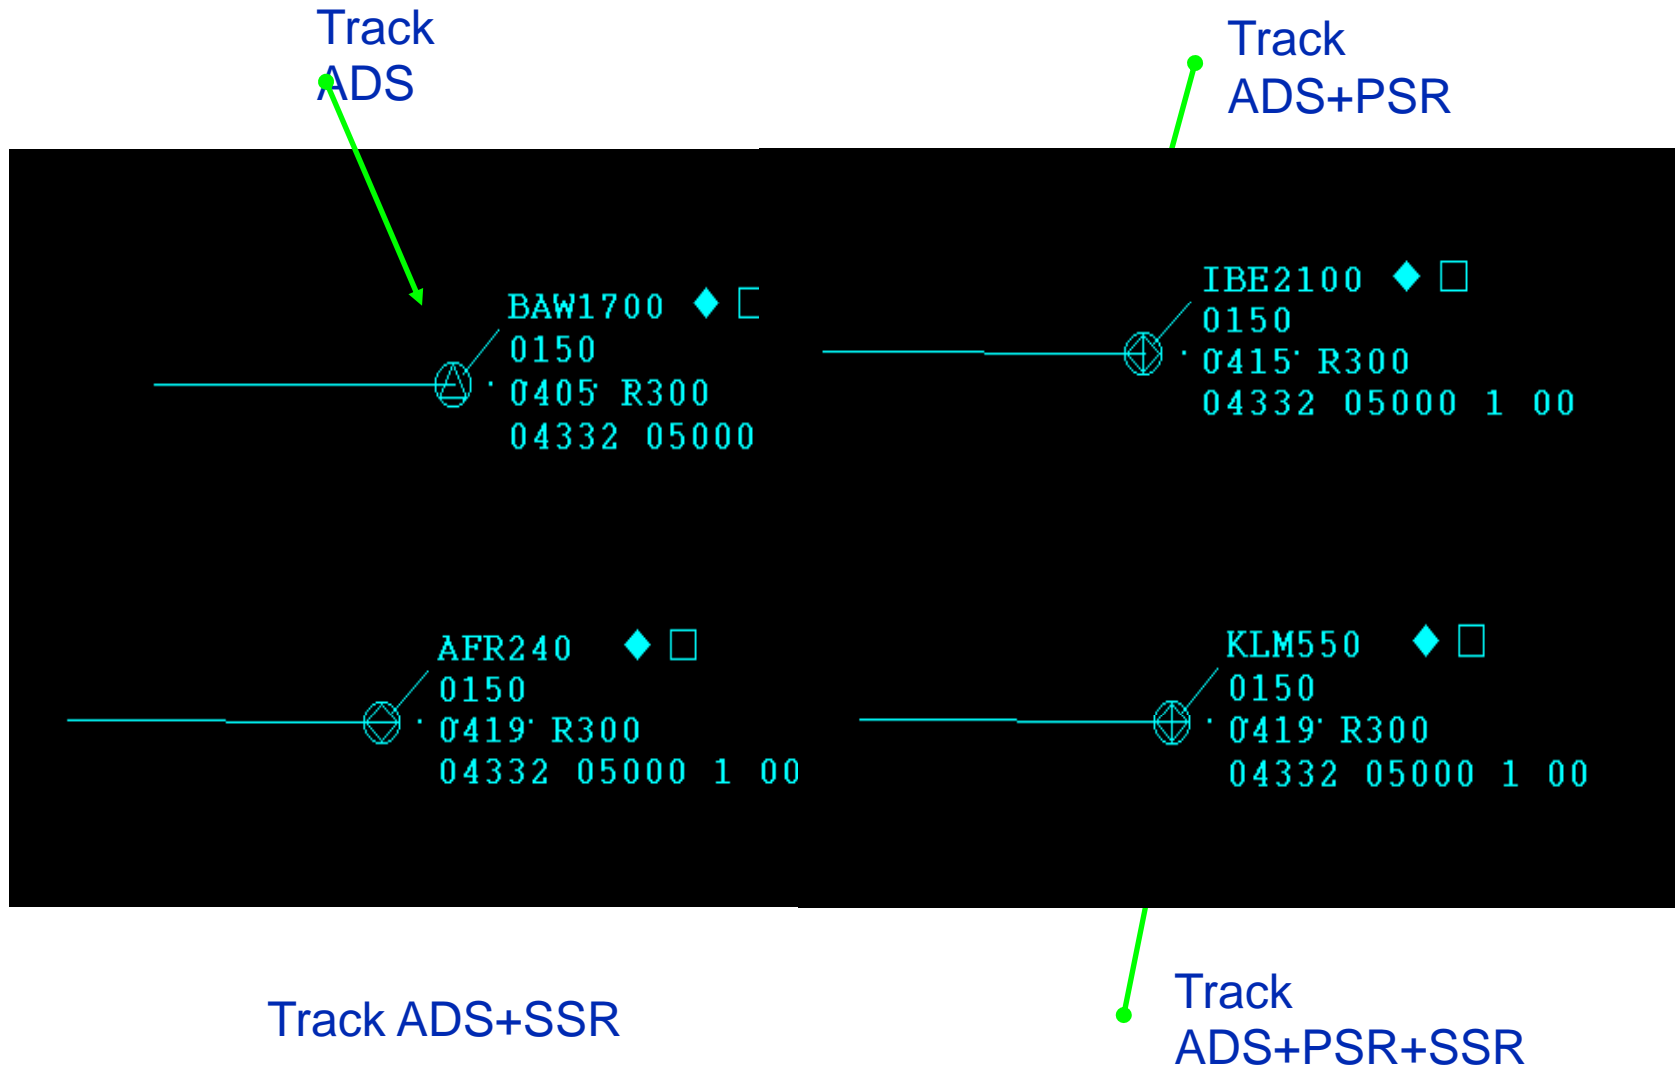 Track
ADS
Track
ADS+PSR
BAW1700
0150
0405 R300
04332 05000
IBE2100
0150
0415 R300
04332 05000 1 00
AFR240
0150
0419 R300
04332 05000 1 00
KLM550
0150
0419 R300
04332 05000 1 00
Track ADS+SSR
Track
ADS+PSR+SSR